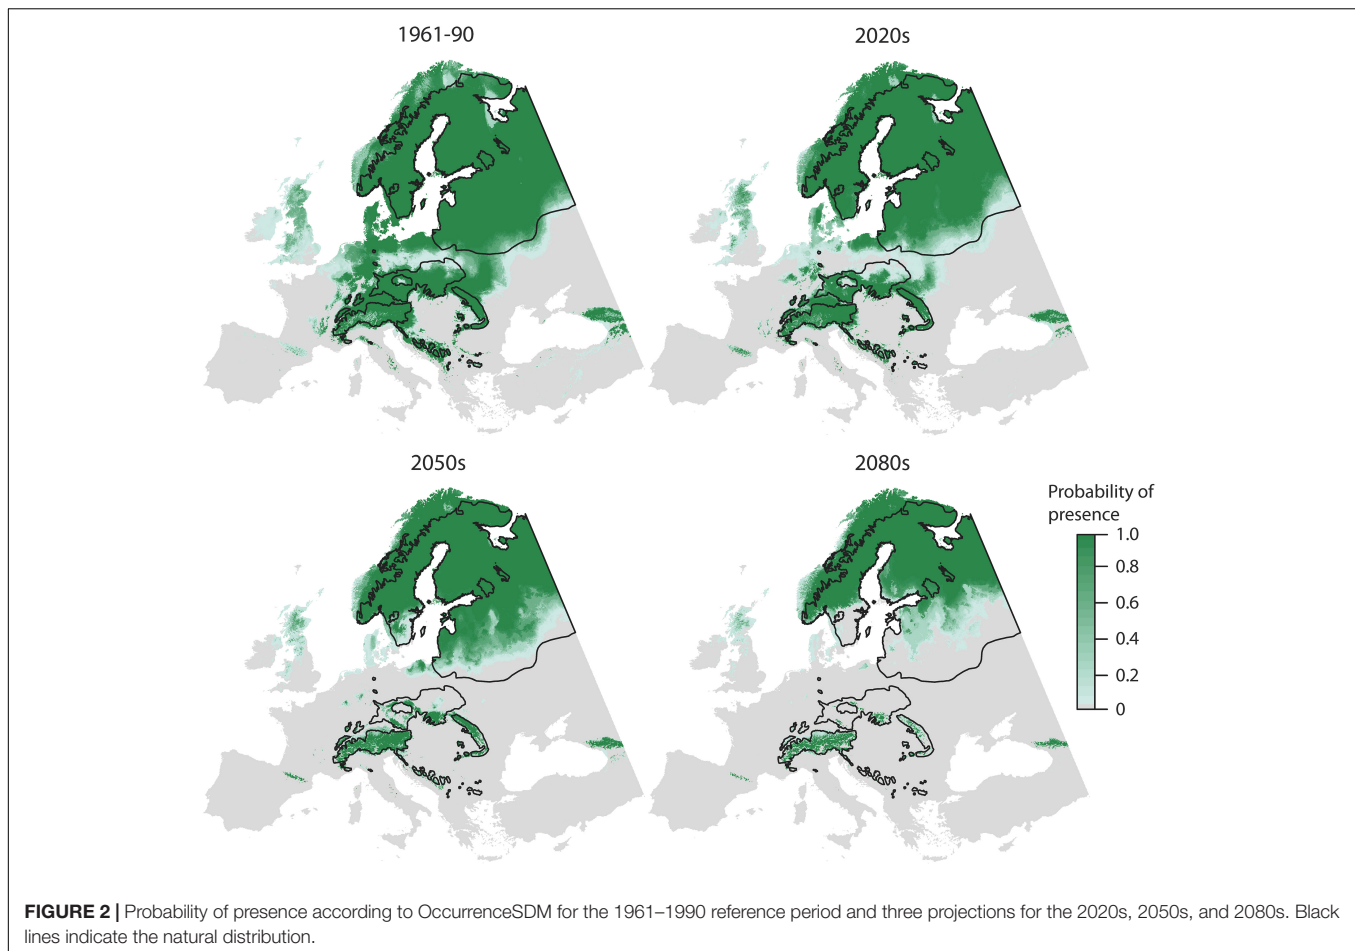 1961-90
2020s
2050s
2080s
Probability of
presence
1.0
0.8
0.6
0.4
0.2
0
FIGURE 2 | Probability of presence according to OccurrenceSDM for the 1961–1990 reference period and three projections for the 2020s, 2050s, and 2080s. Black
lines indicate the natural distribution.